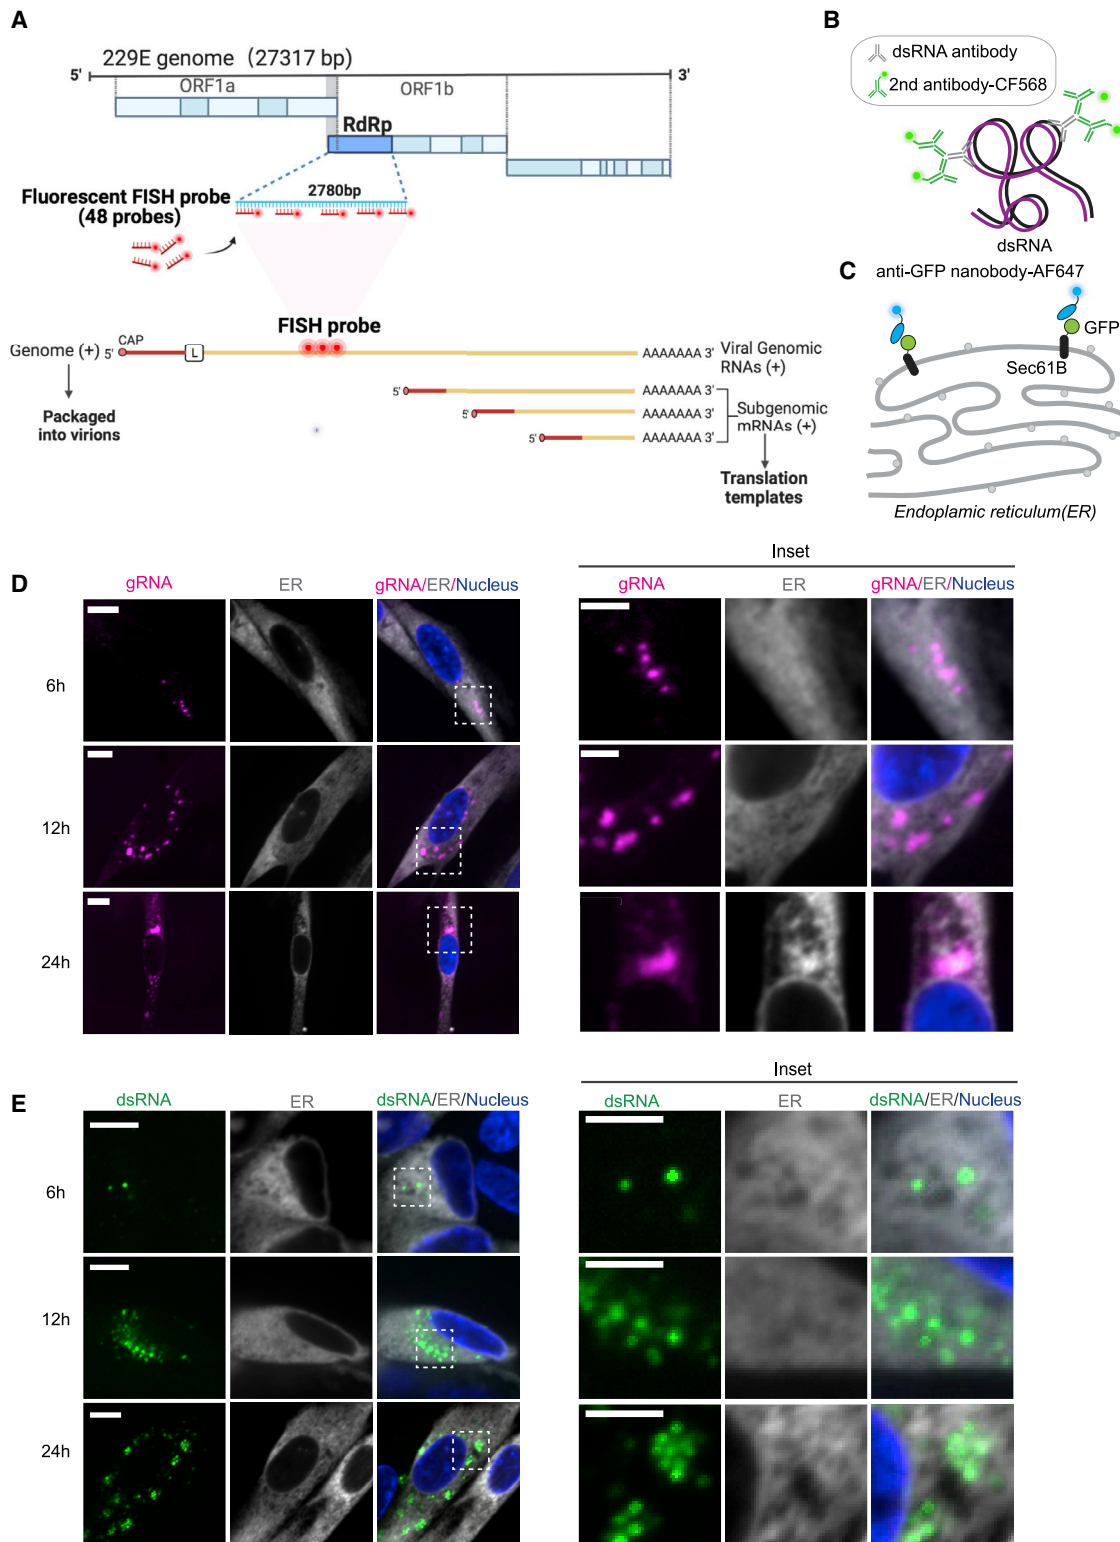 A
229E genome (27317 bp)
5'
3'
ORF1a
ORF1b
RdRp
2780bp
Fluorescent FISH probe
(48 probes)
FISH probe
Genome (+)
5'
CAP
L
AAAAAAA 3'
Viral Genomic
RNAs (+)
Packaged
into virions
5'
AAAAAAA 3'
5'
AAAAAAA 3'
5'
AAAAAAA 3'
Subgenomic
mRNAs (+)
Translation
templates
B
dsRNA antibody
2nd antibody-CF568
dsRNA
C
anti-GFP nanobody-AF647
GFP
Sec61B
Endoplamic reticulum(ER)
D
Inset
gRNA
ER
gRNA/ER/Nucleus
gRNA
ER
gRNA/ER/Nucleus
6h
12h
24h
E
Inset
dsRNA
ER
dsRNA/ER/Nucleus
dsRNA
ER
dsRNA/ER/Nucleus
6h
12h
24h